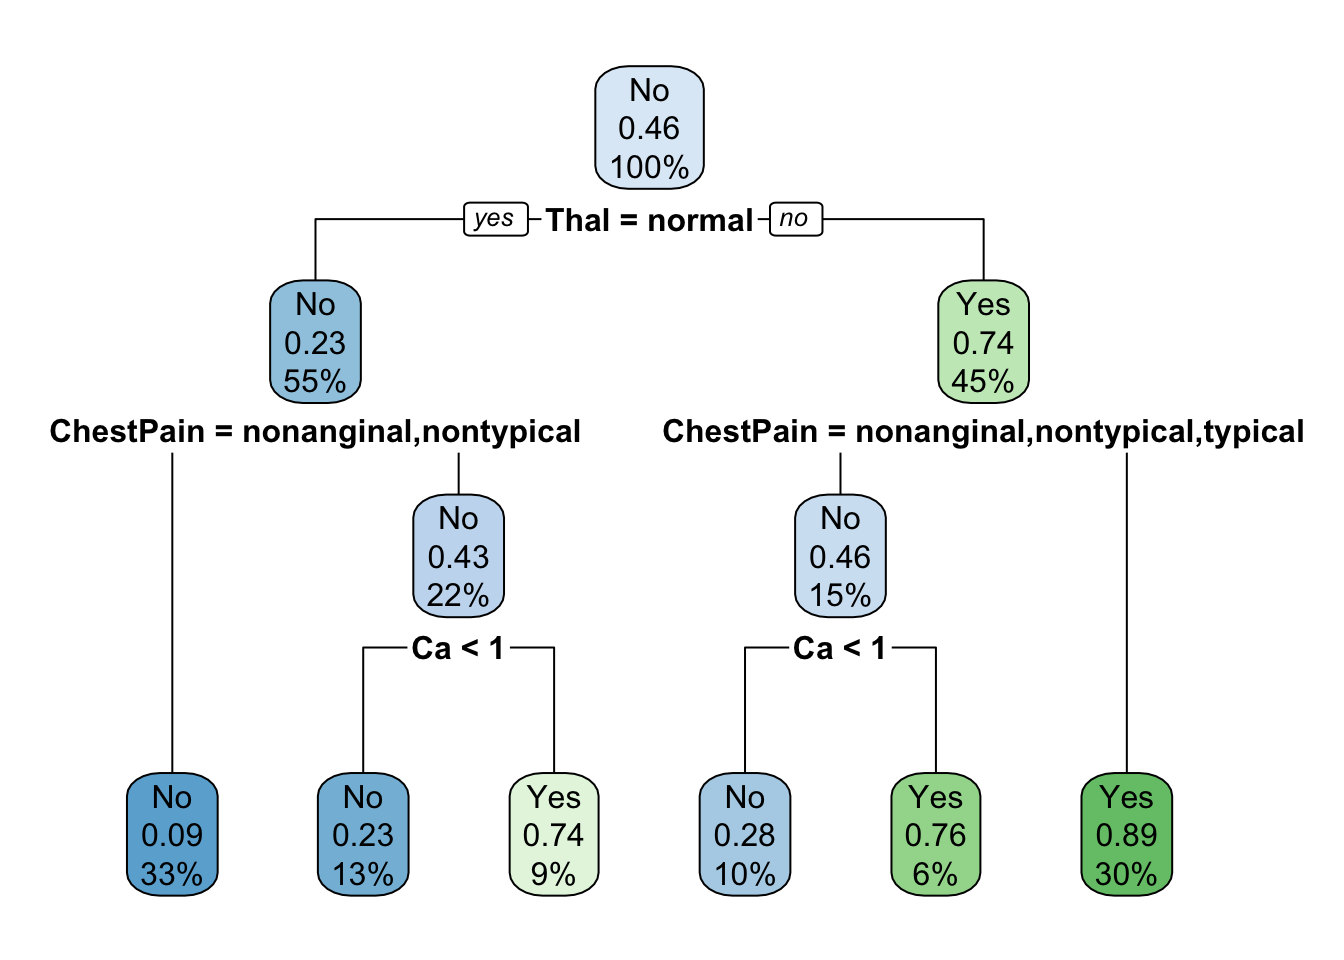 No
0.46
100%
yes Thal = normal no
No
0.23
55%
Yes
0.74
45%
ChestPain = nonanginal,nontypical
ChestPain = nonanginal,nontypical,typical
No
0.43
22%
No
0.46
15%
Ca < 1
Ca < 1
No
0.09
33%
No
0.23
13%
Yes
0.74
9%
No
0.28
10%
Yes
0.76
6%
Yes
0.89
30%